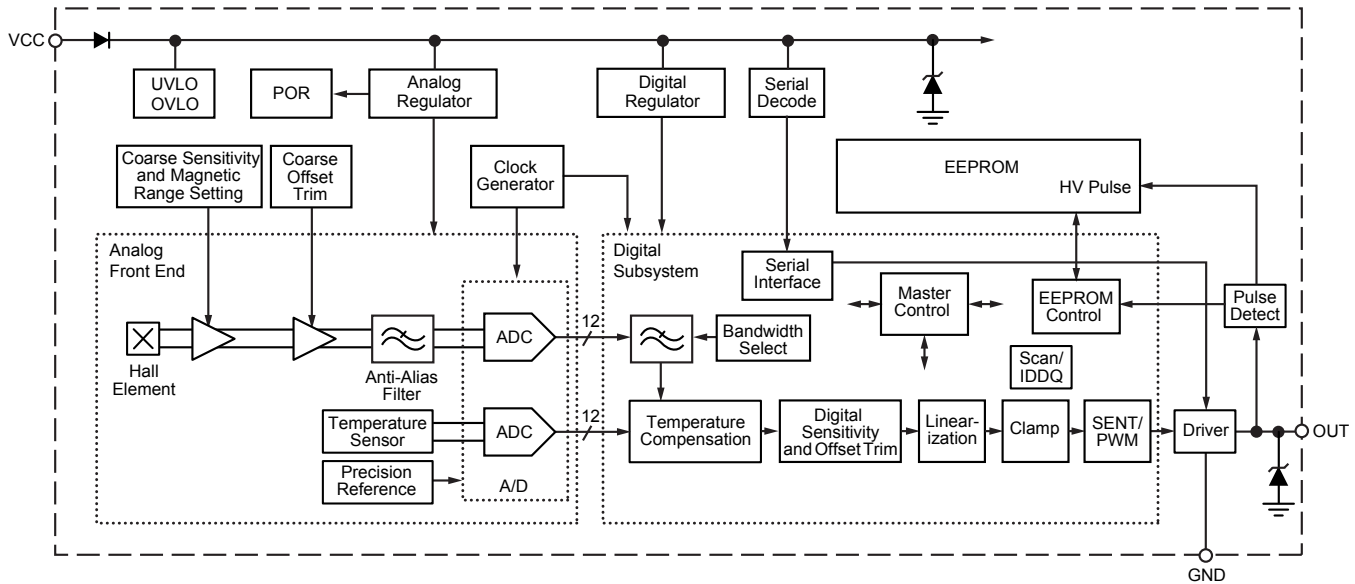 VCC
UVLO
OVLO
POR
Analog
Regulator
Digital
Regulator
Serial
Decode
Coarse Sensitivity
and Magnetic
Range Setting
Coarse
Offset
Trim
Clock
Generator
EEPROM
HV Pulse
Analog
Front End
Digital
Subsystem
Serial
Interface
Master
Control
EEPROM
Control
Pulse
Detect
Hall
Element
Anti-Alias
Filter
ADC
12
Bandwidth
Select
Scan/
IDDQ
Temperature
Sensor
ADC
12
Temperature
Compensation
Digital
Sensitivity
and Offset Trim
Linear-
ization
Clamp
SENT/
PWM
Driver
OUT
Precision
Reference
A/D
GND